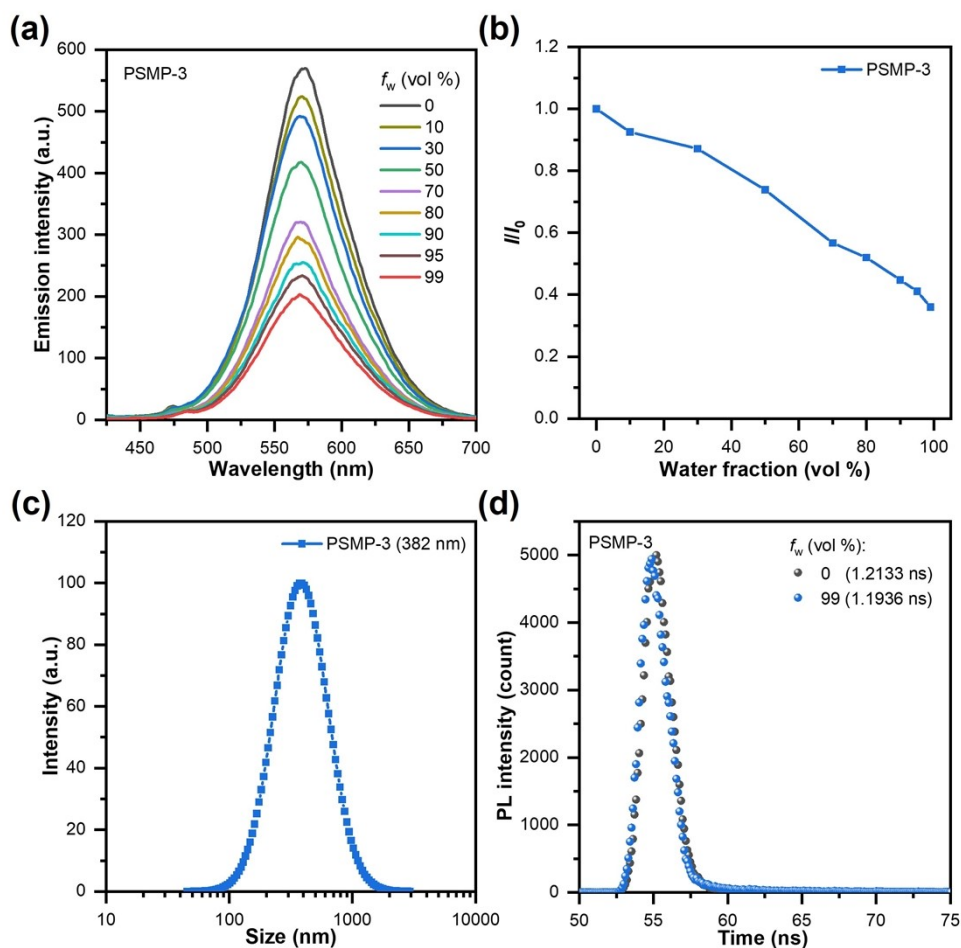 (a)
PSMP-3
f_w (vol %)
0
10
30
50
70
80
90
95
99
600
500
400
300
200
100
0
450 500 550 600 650 700
Emission intensity (a.u.)
Wavelength (nm)
(b)
PSMP-3
1.2
1.0
0.8
0.6
0.4
0.2
0.0
0 20 40 60 80 100
I/I₀
Water fraction (vol %)
(c)
PSMP-3 (382 nm)
120
100
80
60
40
20
0
10 100 1000 10000
Intensity (a.u.)
Size (nm)
(d)
PSMP-3
f_w (vol %):
0 (1.2133 ns)
99 (1.1936 ns)
5000
4000
3000
2000
1000
0
50 55 60 65 70 75
PL intensity (count)
Time (ns)